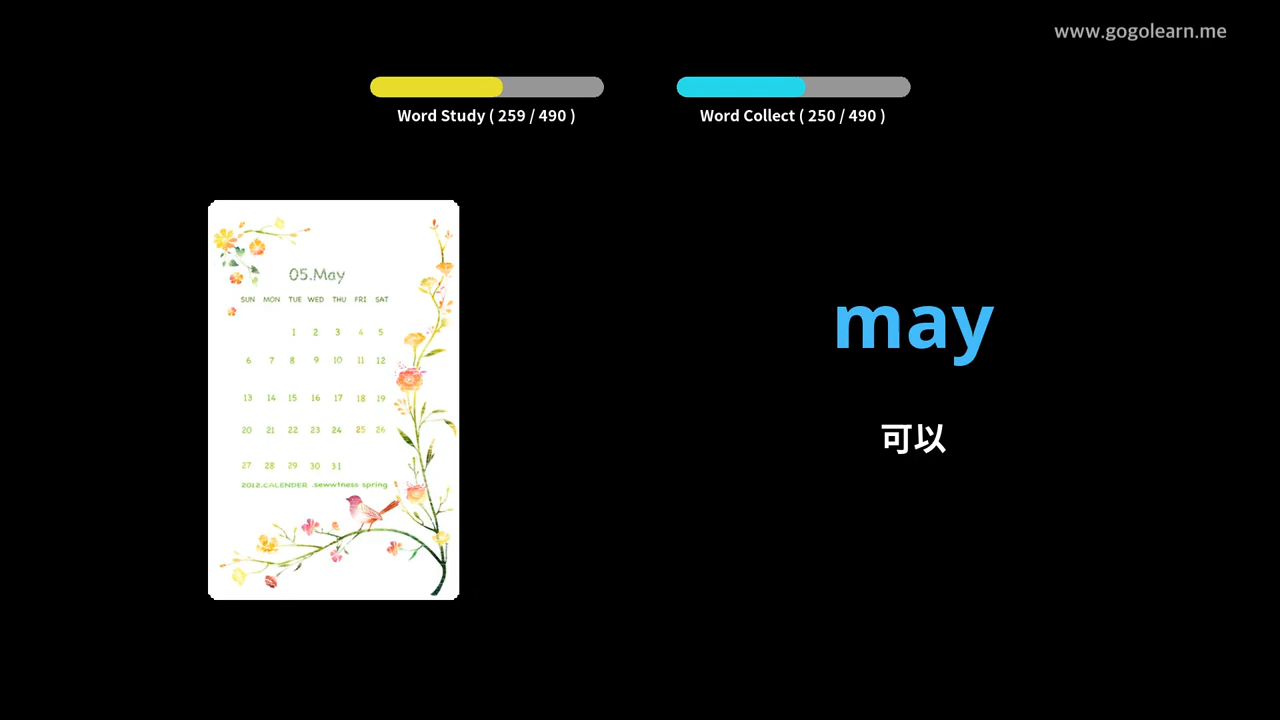 www.gogolearn.me
Word Study ( 259 / 490 )
Word Collect ( 250 / 490 )
05.May
SUN MON TUE WED THU FRI SAT
1 2 3 4 5
6 7 8 9 10 11 12
13 14 15 16 17 18 19
20 21 22 23 24 25 26
27 28 29 30 31
2012.CALENDER .sewwtness spring
may
可以